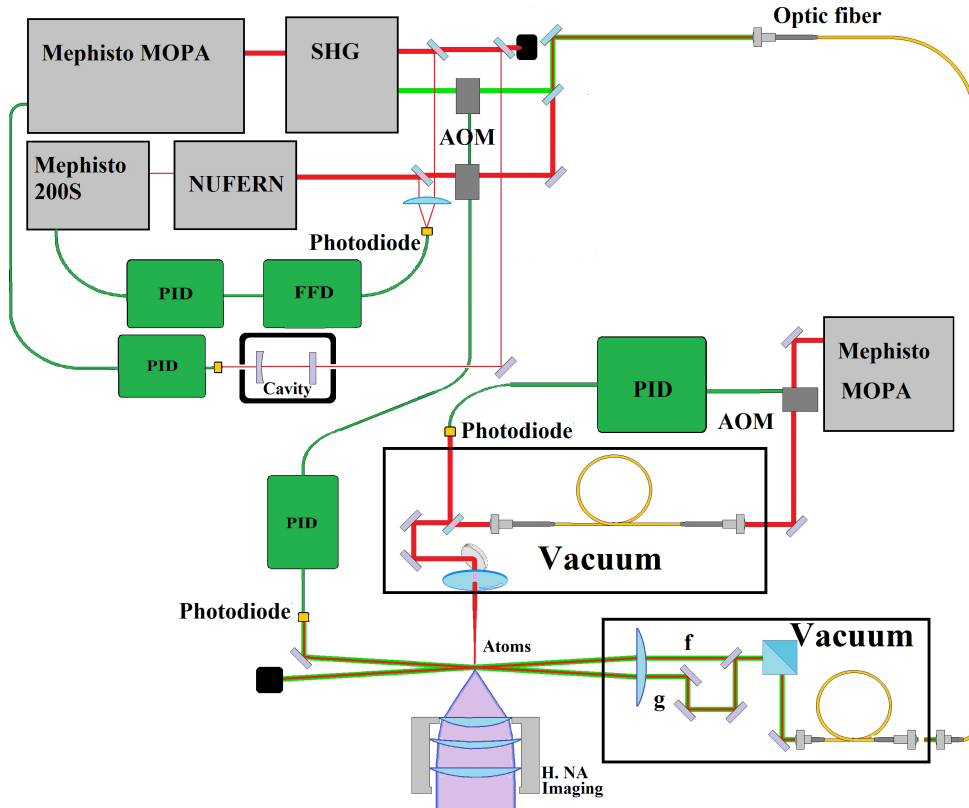 Optic fiber
Mephisto MOPA
SHG
AOM
Mephisto
200S
NUFERN
Photodiode
PID
FFD
PID
Cavity
PID
Mephisto
MOPA
AOM
Photodiode
PID
Vacuum
Photodiode
Atoms
f
Vacuum
g
H. NA
Imaging